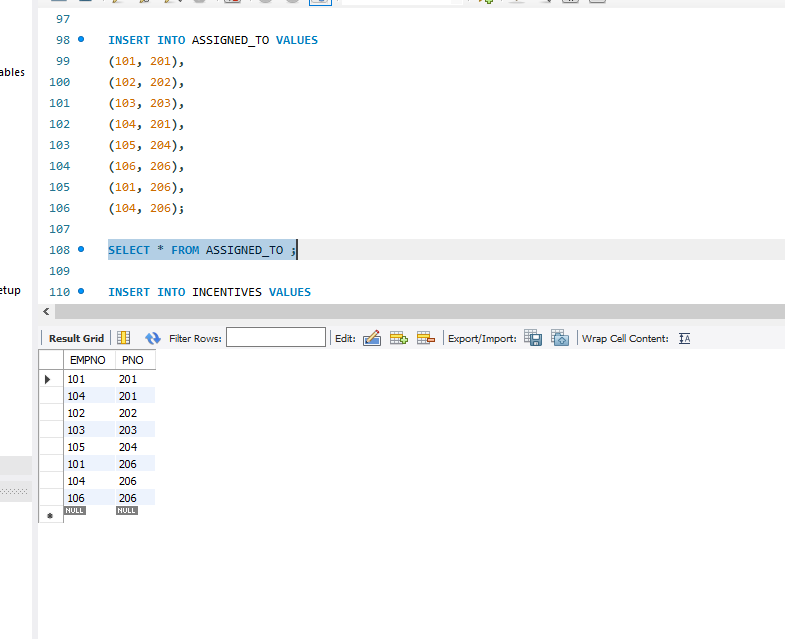 97
98 INSERT INTO ASSIGNED_TO VALUES
99 (101, 201),
ables
100 (102, 202),
101 (103, 203),
102 (104, 201),
103 (105, 204),
104 (106, 206),
105 (101, 206),
106 (104, 206);
107
108 SELECT * FROM ASSIGNED_TO ;
109
etup
110 INSERT INTO INCENTIVES VALUES
Result Grid Filter Rows: Edit: Export/Import: Wrap Cell Content:
EMPNO PNO
101 201
104 201
102 202
103 203
105 204
101 206
104 206
106 206
NULL NULL